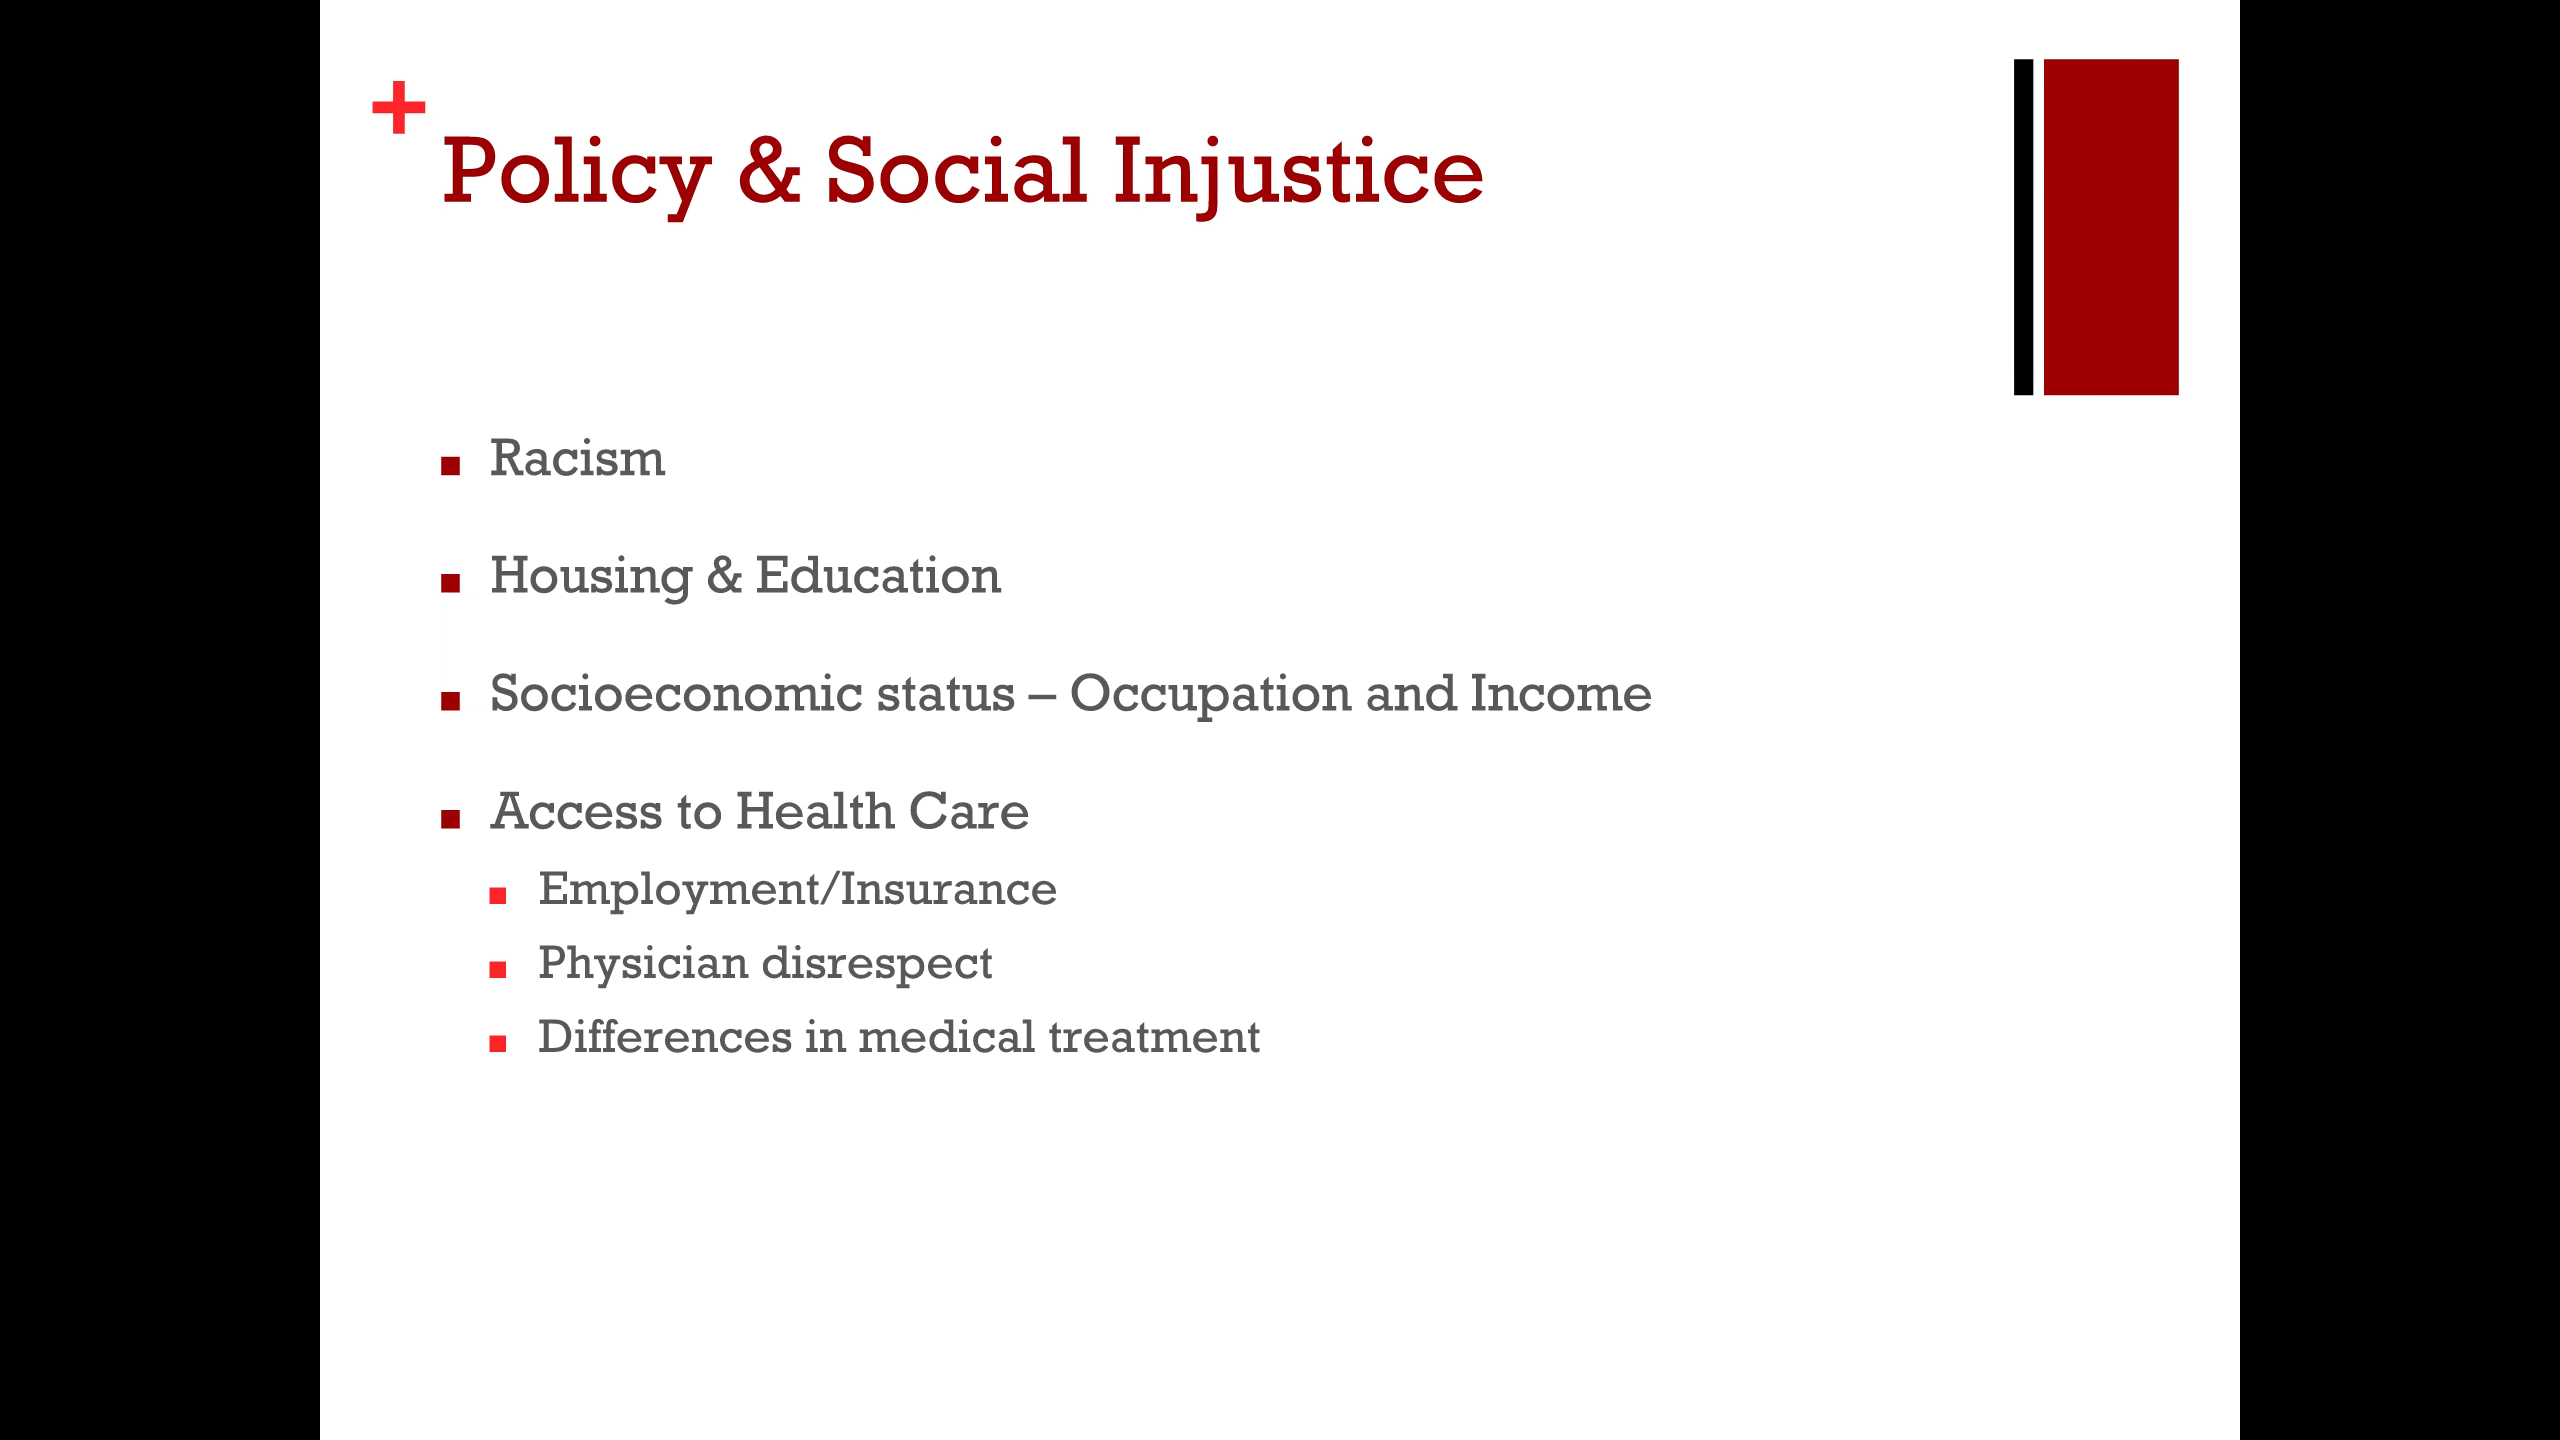 +
Policy & Social Injustice
Racism
Housing & Education
Socioeconomic status – Occupation and Income
Access to Health Care
Employment/Insurance
Physician disrespect
Differences in medical treatment